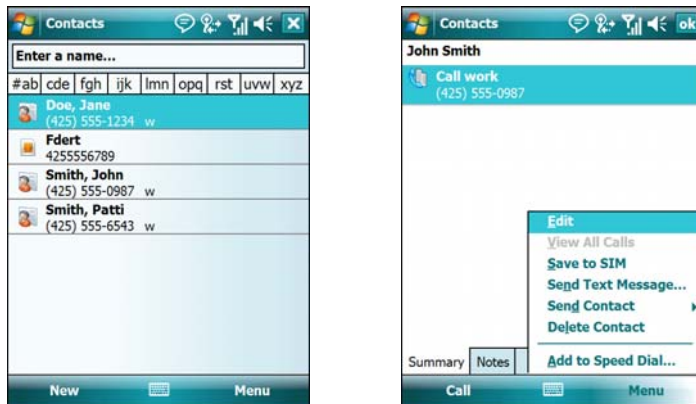 Contacts
Enter a name...
#ab cde fgh ijk lmn opq rst uvw xyz
Doe, Jane
(425) 555-1234 w
Fdert
4255556789
Smith, John
(425) 555-0987 w
Smith, Patti
(425) 555-6543 w
New Menu
Contacts ok
John Smith
Call work
(425) 555-0987
Edit
View All Calls
Save to SIM
Send Text Message...
Send Contact
Delete Contact
Add to Speed Dial...
Summary Notes
Call Menu